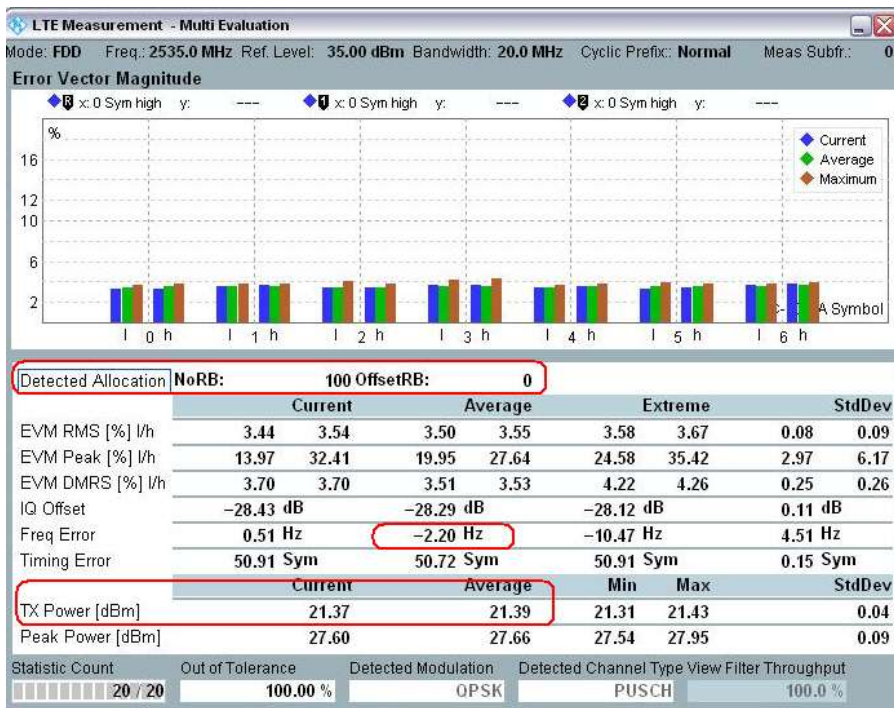 LTE Measurement - Multi Evaluation
Mode: FDD Freq.: 2535.0 MHz Ref. Level: 35.00 dBm Bandwidth: 20.0 MHz Cyclic Prefix: Normal Meas Subfr.: 0
Error Vector Magnitude
R x: 0 Sym high y: --- 1 x: 0 Sym high y: --- 2 x: 0 Sym high y: ---
%
Current
Average
Maximum
16
12
10
6
2
A Symbol
l 0 h l 1 h l 2 h l 3 h l 4 h l 5 h l 6 h
Detected Allocation NoRB: 100 OffsetRB: 0
Current Average Extreme StdDev
EVM RMS [%] l/h 3.44 3.54 3.50 3.55 3.58 3.67 0.08 0.09
EVM Peak [%] l/h 13.97 32.41 19.95 27.64 24.58 35.42 2.97 6.17
EVM DMRS [%] l/h 3.70 3.70 3.51 3.53 4.22 4.26 0.25 0.26
IQ Offset -28.43 dB -28.29 dB -28.12 dB 0.11 dB
Freq Error 0.51 Hz -2.20 Hz -10.47 Hz 4.51 Hz
Timing Error 50.91 Sym 50.72 Sym 50.91 Sym 0.15 Sym
Current Average Min Max StdDev
TX Power [dBm] 21.37 21.39 21.31 21.43 0.04
Peak Power [dBm] 27.60 27.66 27.54 27.95 0.09
Statistic Count Out of Tolerance Detected Modulation Detected Channel Type View Filter Throughput
20 / 20 100.00 % QPSK PUSCH 100.0 %